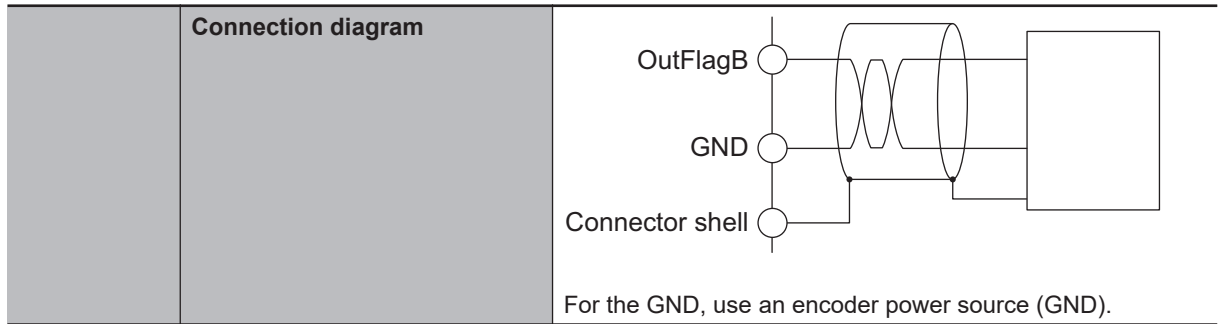 Connection diagram
OutFlagB
GND
Connector shell
For the GND, use an encoder power source (GND).